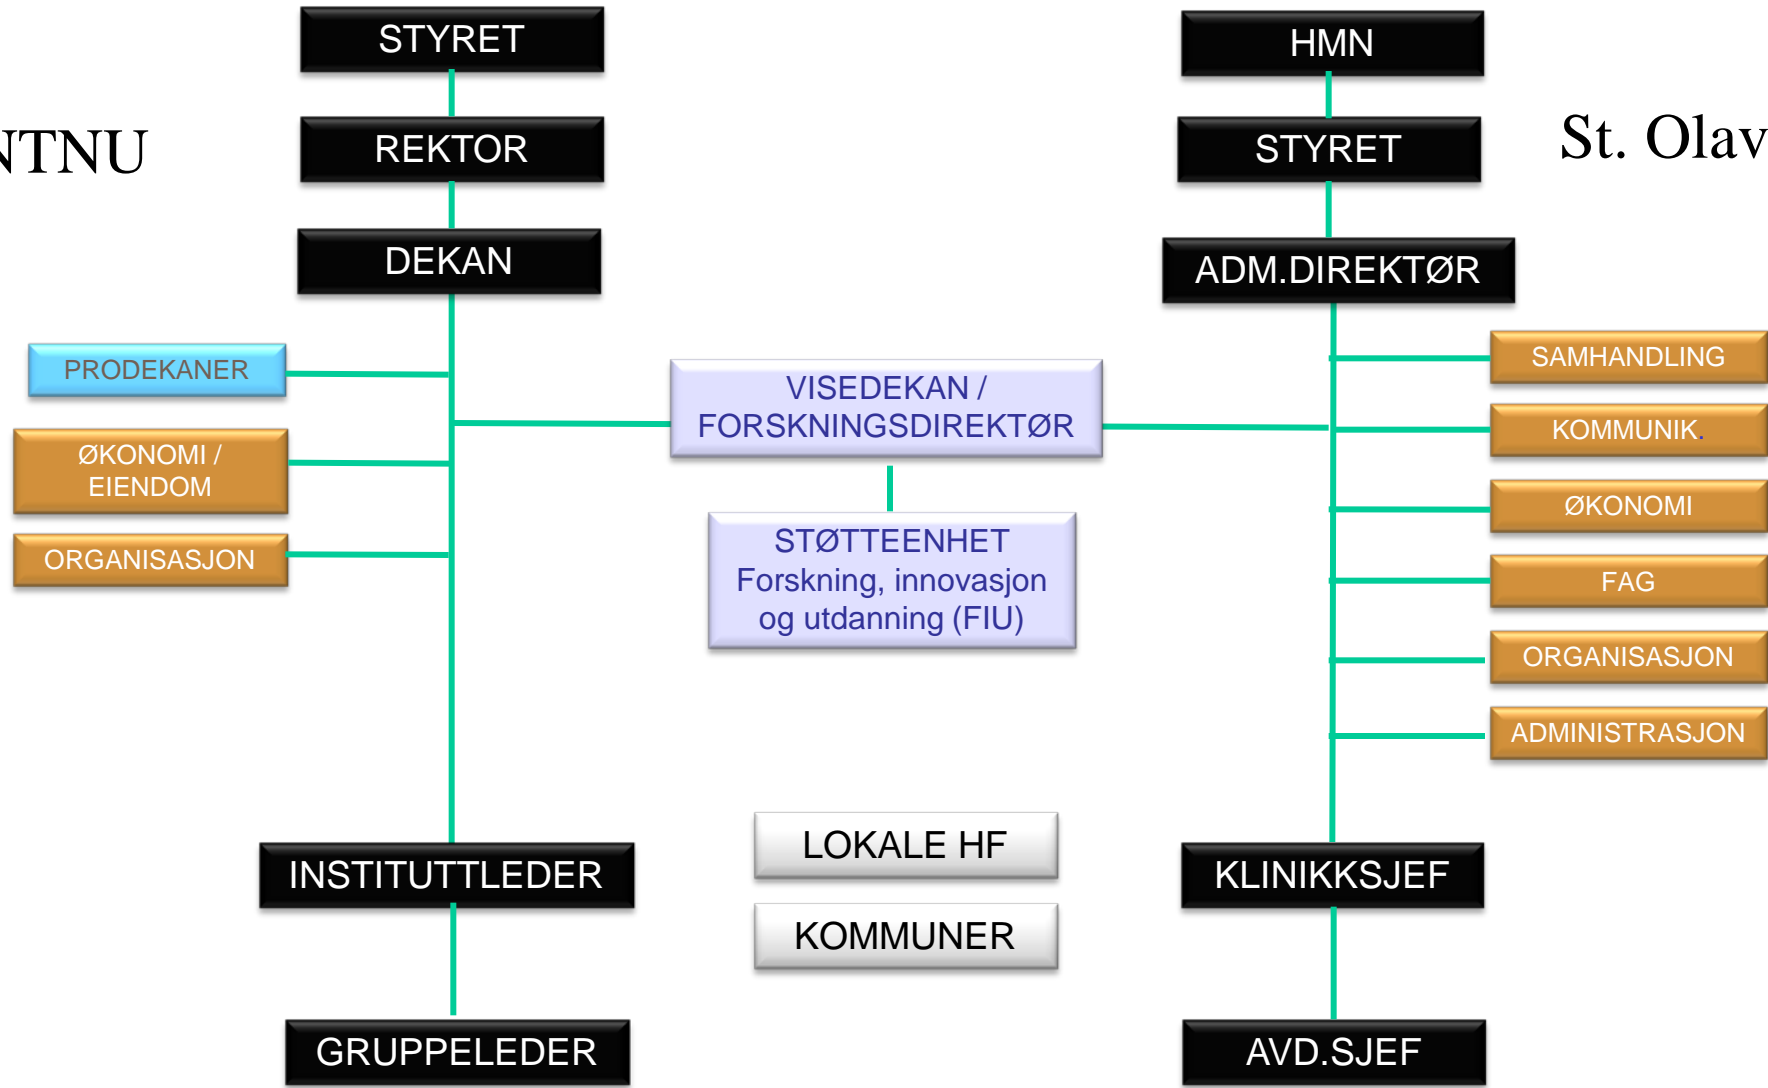 STYRET
HMN
NTNU
REKTOR
STYRET
St. Olav
DEKAN
ADM.DIREKTØR
PRODEKANER
ØKONOMI /
EIENDOM
ORGANISASJON
VISEDEKAN /
FORSKNINGSDIREKTØR
STØTTEENHET
Forskning, innovasjon
og utdanning (FIU)
SAMHANDLING
KOMMUNIK.
ØKONOMI
FAG
ORGANISASJON
ADMINISTRASJON
LOKALE HF
KOMMUNER
INSTITUTTLEDER
KLINIKKSJEF
GRUPPELEDER
AVD.SJEF